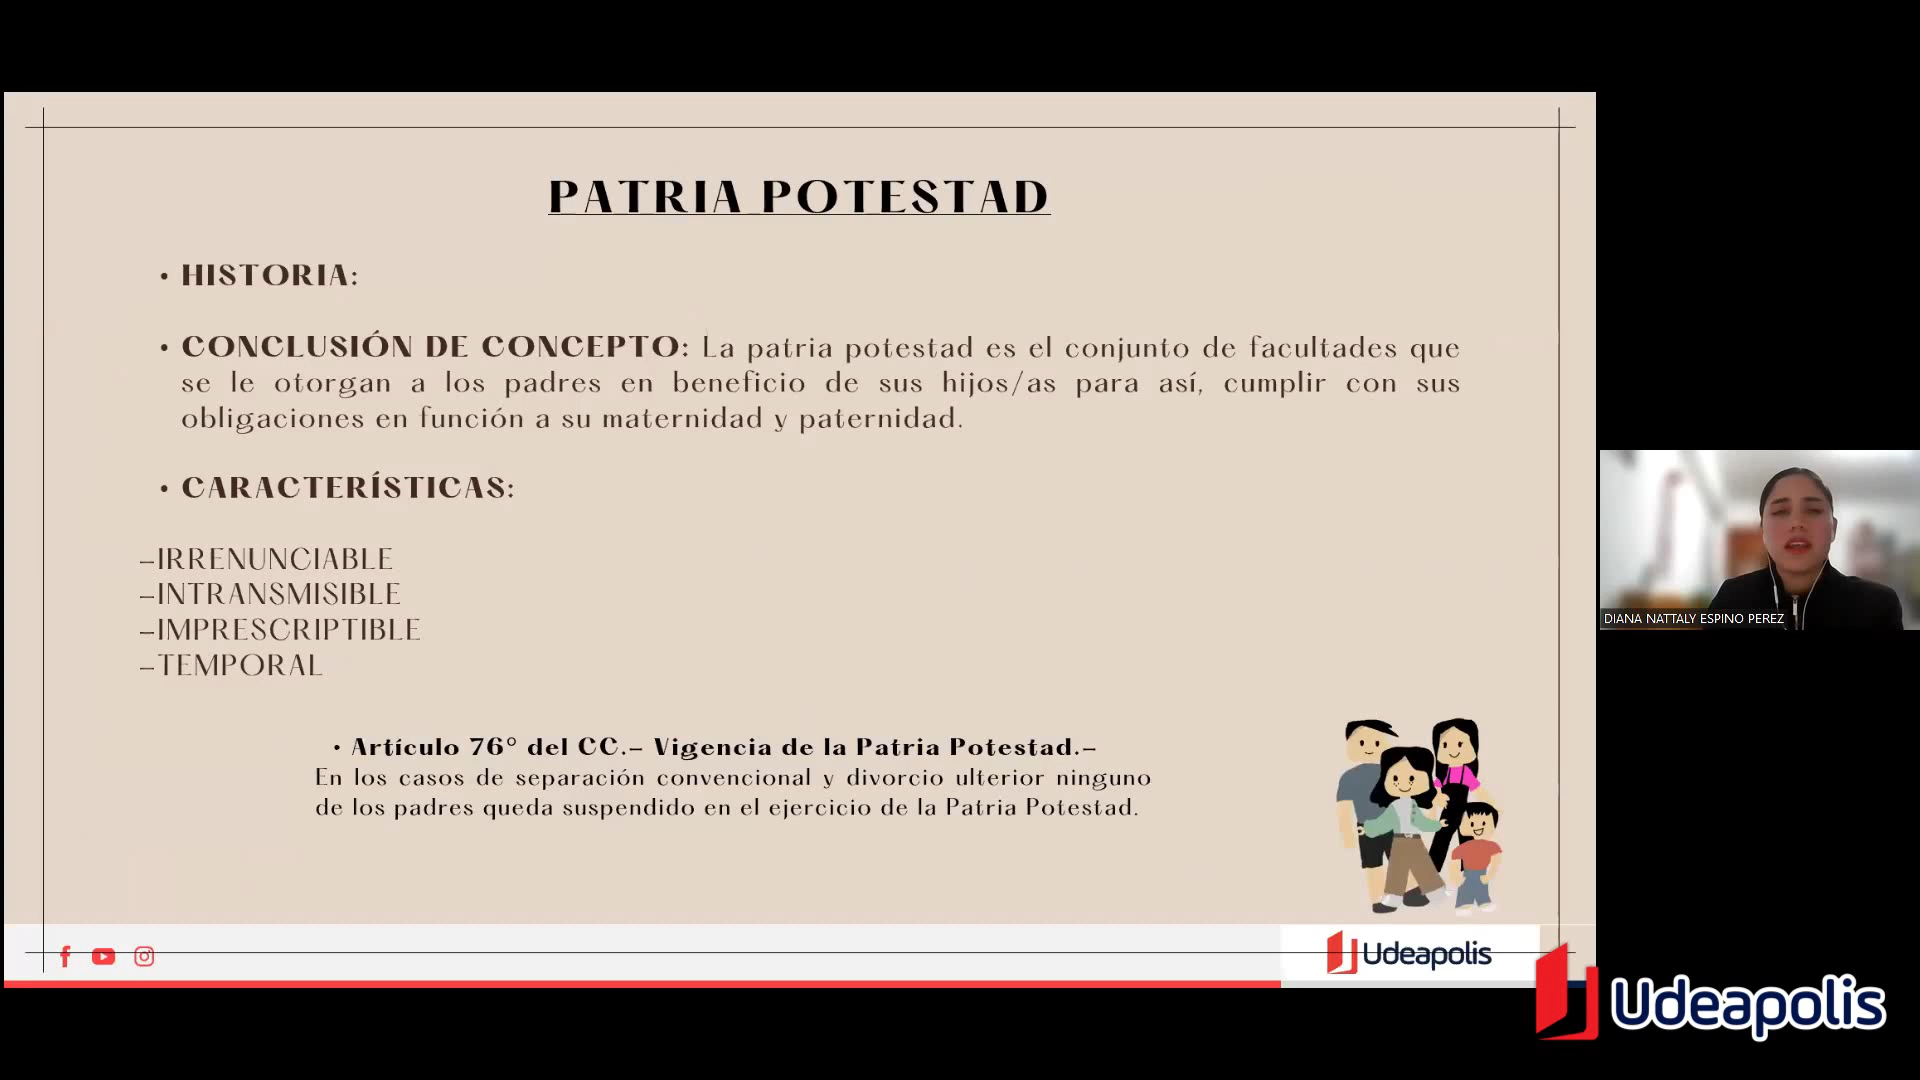 PATRIA POTESTAD
• HISTORIA:
• CONCLUSIÓN DE CONCEPTO: La patria potestad es el conjunto de facultades que
se le otorgan a los padres en beneficio de sus hijos/as para así, cumplir con sus
obligaciones en función a su maternidad y paternidad.
• CARACTERÍSTICAS:
-IRRENUNCIABLE
-INTRANSMISIBLE
-IMPRESCRIPTIBLE
-TEMPORAL
• Artículo 76° del CC.- Vigencia de la Patria Potestad.-
En los casos de separación convencional y divorcio ulterior ninguno
de los padres queda suspendido en el ejercicio de la Patria Potestad.
DIANA NATTALY ESPINO PEREZ
Udeapolis
Udeapolis